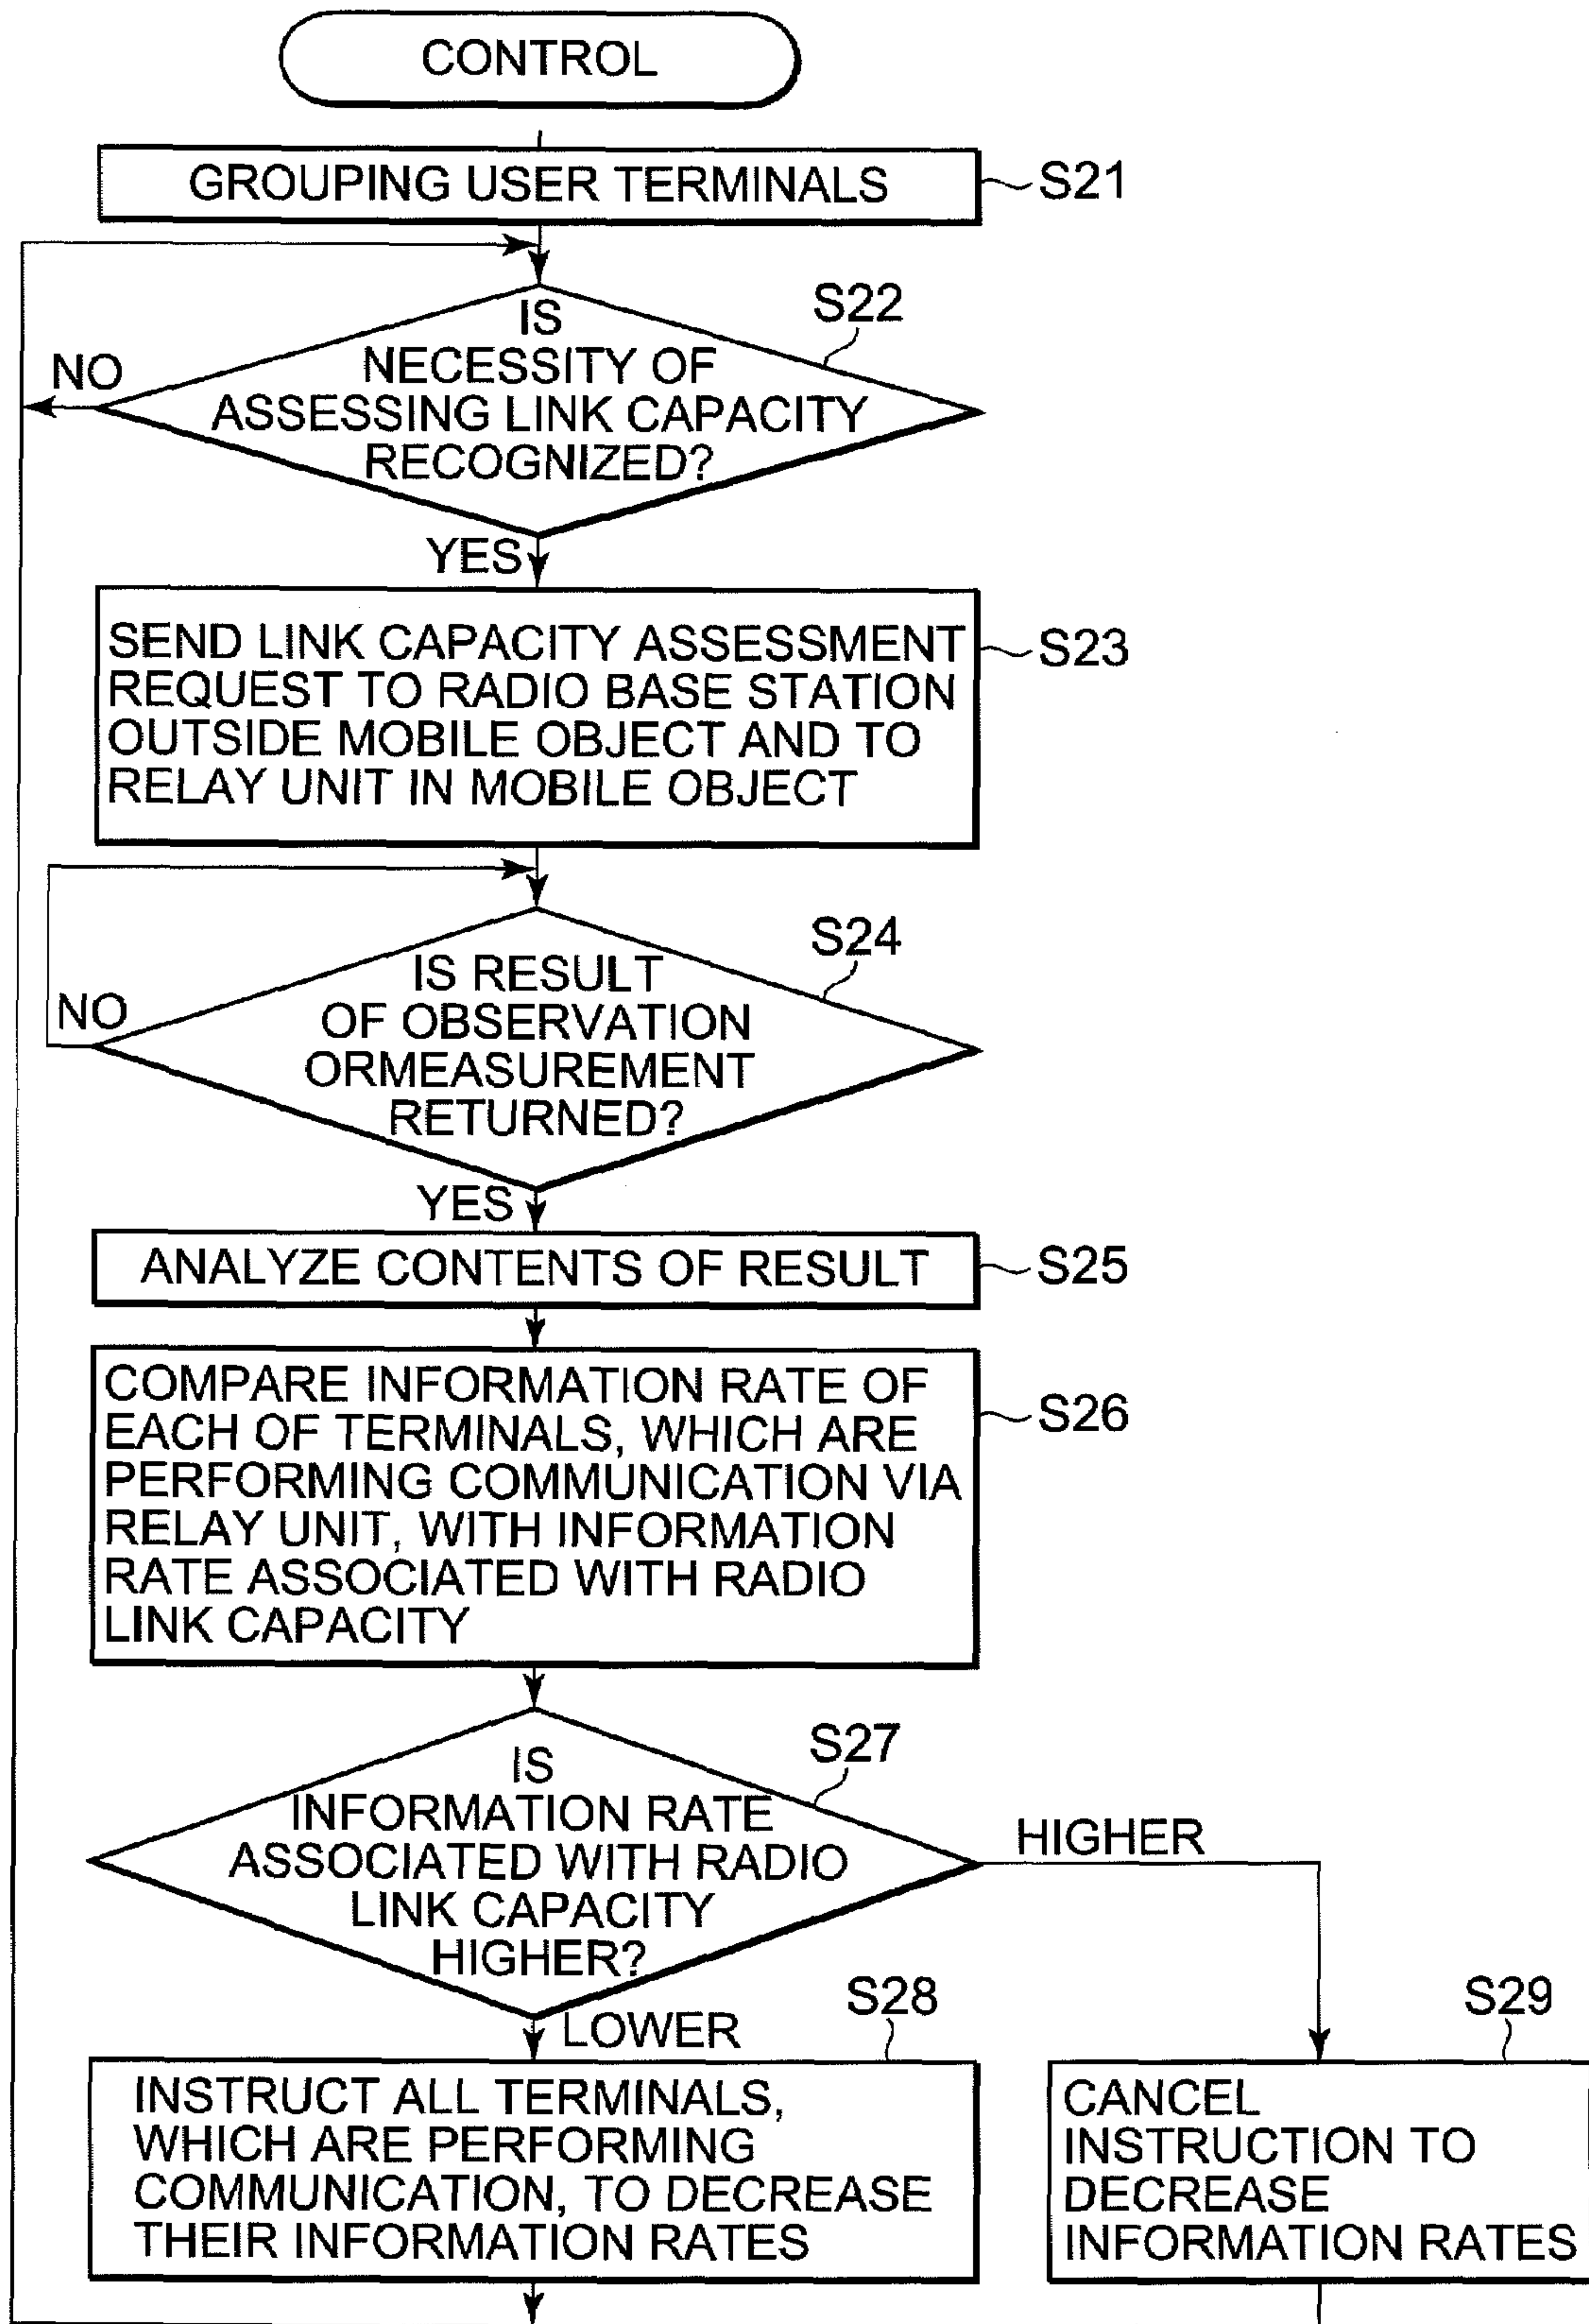 CONTROL
GROUPING USER TERMINALS
S21
S22
IS
NECESSITY OF
ASSESSING LINK CAPACITY
RECOGNIZED?
NO
YES
SEND LINK CAPACITY ASSESSMENT
REQUEST TO RADIO BASE STATION
OUTSIDE MOBILE OBJECT AND TO
RELAY UNIT IN MOBILE OBJECT
S23
S24
IS RESULT
OF OBSERVATION
ORMEASUREMENT
RETURNED?
NO
YES
ANALYZE CONTENTS OF RESULT
S25
COMPARE INFORMATION RATE OF
EACH OF TERMINALS, WHICH ARE
PERFORMING COMMUNICATION VIA
RELAY UNIT, WITH INFORMATION
RATE ASSOCIATED WITH RADIO
LINK CAPACITY
S26
S27
IS
INFORMATION RATE
ASSOCIATED WITH RADIO
LINK CAPACITY
HIGHER?
HIGHER
LOWER
S28
INSTRUCT ALL TERMINALS,
WHICH ARE PERFORMING
COMMUNICATION, TO DECREASE
THEIR INFORMATION RATES
S29
CANCEL
INSTRUCTION TO
DECREASE
INFORMATION RATES